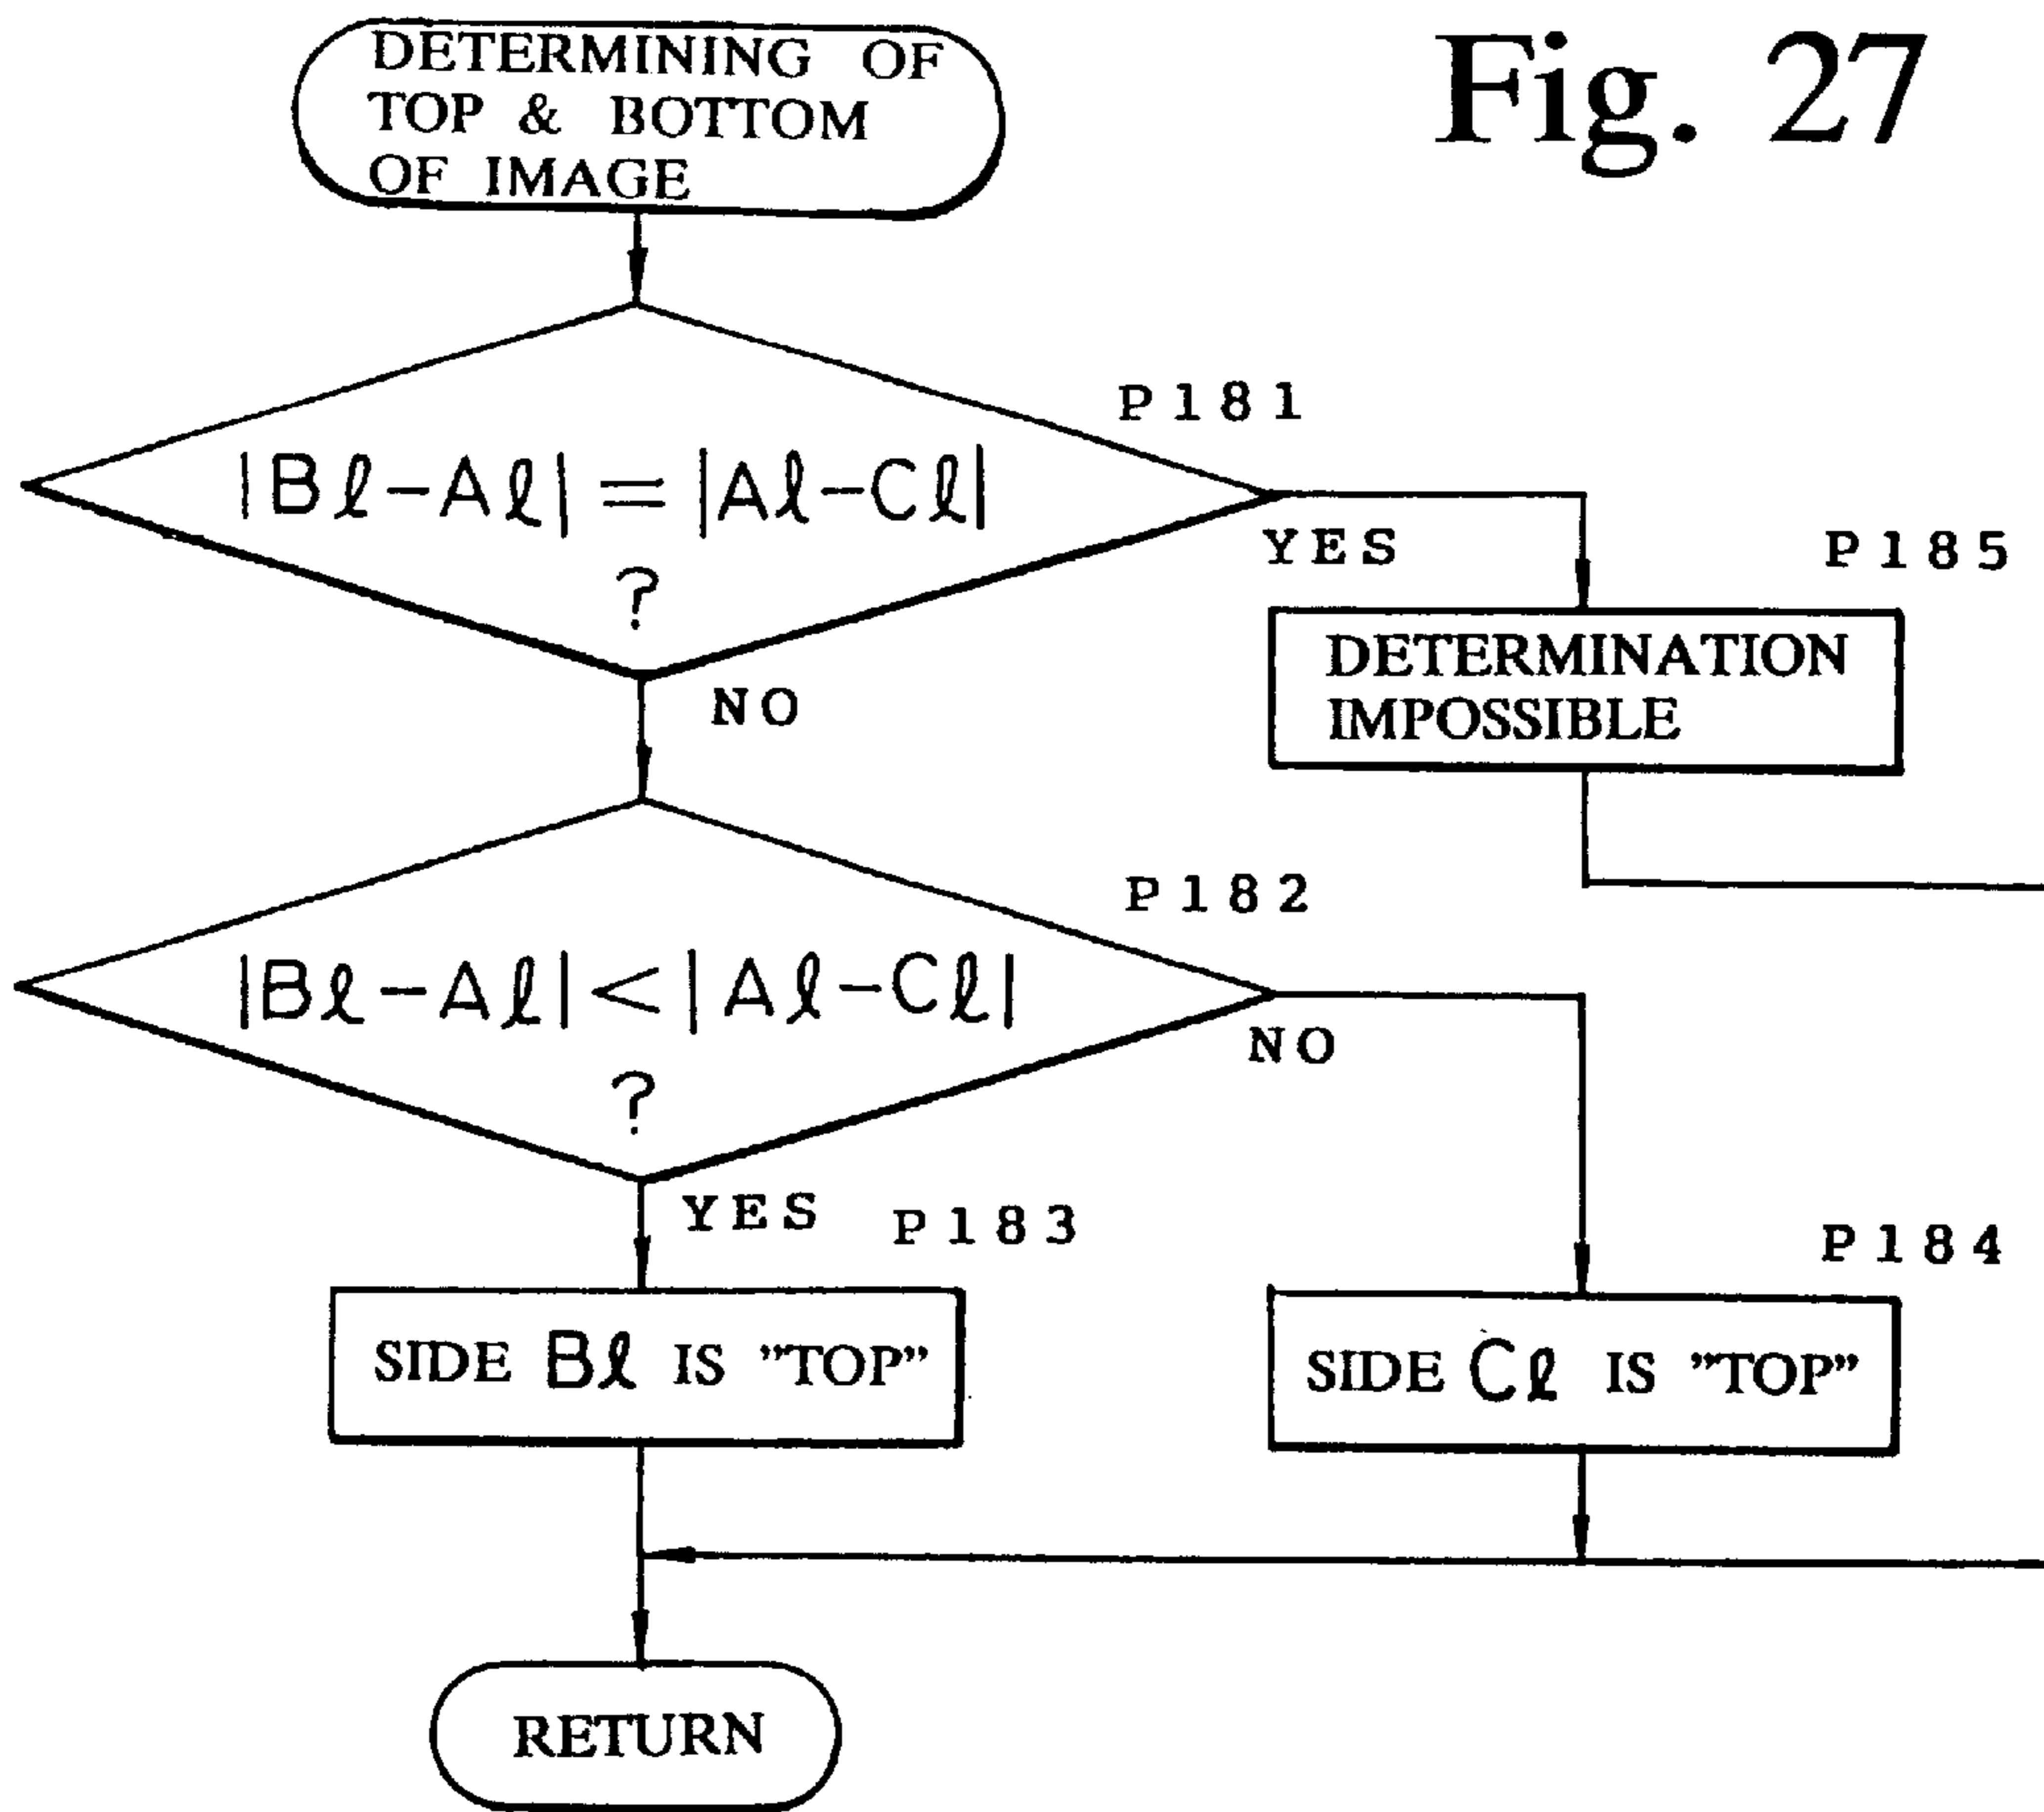 Fig. 27
DETERMINING OF
TOP & BOTTOM
OF IMAGE
P181
|Bℓ-Aℓ|=|Aℓ-Cℓ|
?
YES
P185
DETERMINATION
IMPOSSIBLE
NO
P182
|Bℓ-Aℓ|<|Aℓ-Cℓ|
?
NO
YES
P183
P184
SIDE Bℓ IS ”TOP”
SIDE Cℓ IS ”TOP”
RETURN